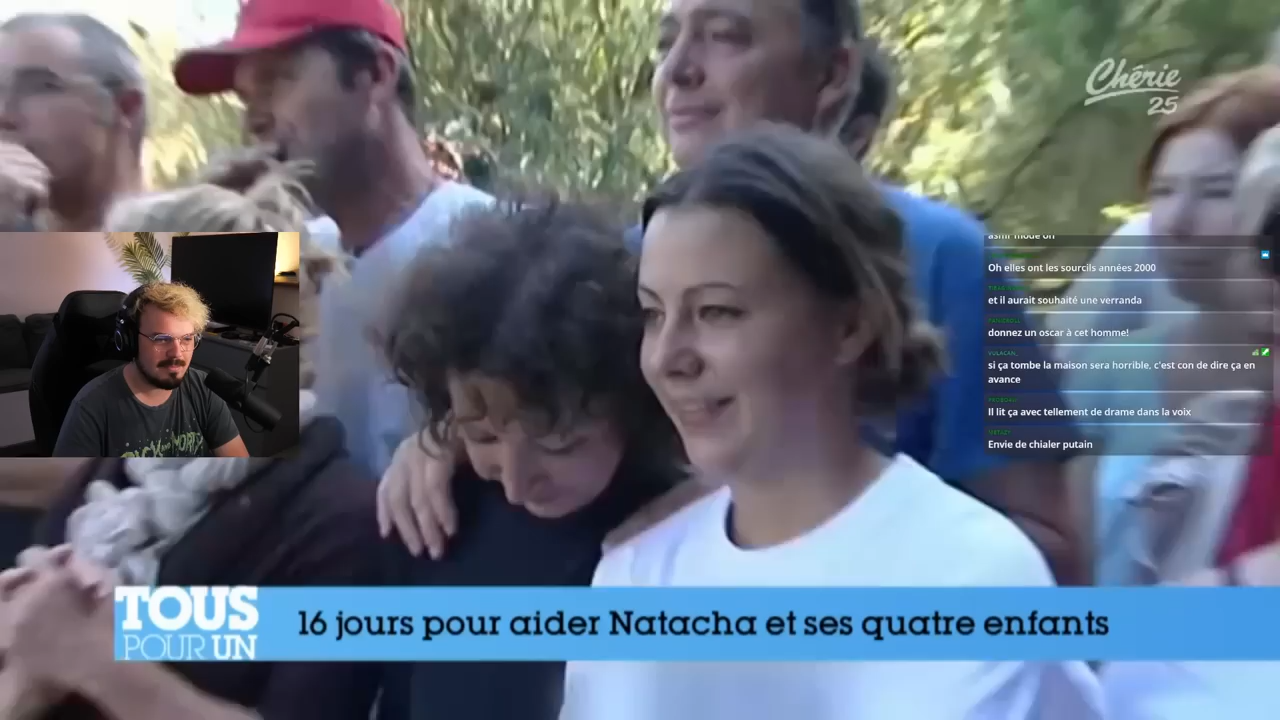 Chérie
25
Oh elles ont les sourcils années 2000
et il aurait souhaité une verranda
donnez un oscar à cet homme!
VULACAN_
si ça tombe la maison sera horrible, c'est con de dire ça en
avance
Il lit ça avec tellement de drame dans la voix
Envie de chialer putain
TOUS
POUR UN
16 jours pour aider Natacha et ses quatre enfants